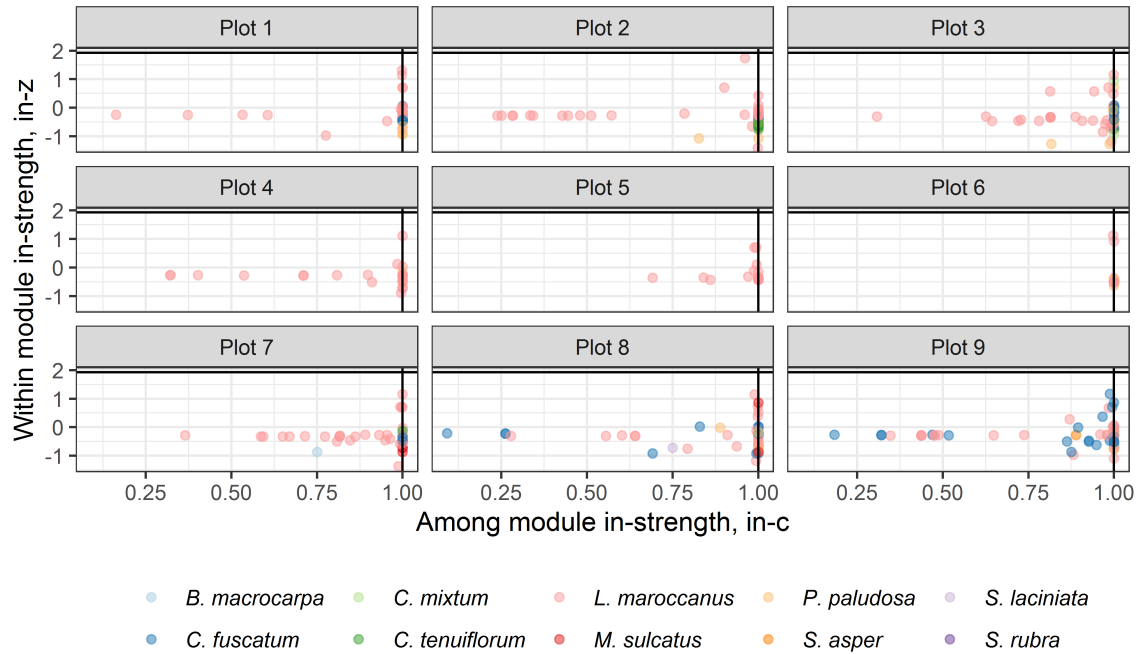 Plot 1 Plot 2 Plot 3
2
1
0
-1
Plot 4 Plot 5 Plot 6
2
1
0
-1
Plot 7 Plot 8 Plot 9
2
1
0
-1
0.25 0.50 0.75 1.00 0.25 0.50 0.75 1.00 0.25 0.50 0.75 1.00
Within module in-strength, in-z
Among module in-strength, in-c
B. macrocarpa C. mixtum L. maroccanus P. paludosa S. laciniata
C. fuscatum C. tenuiflorum M. sulcatus S. asper S. rubra